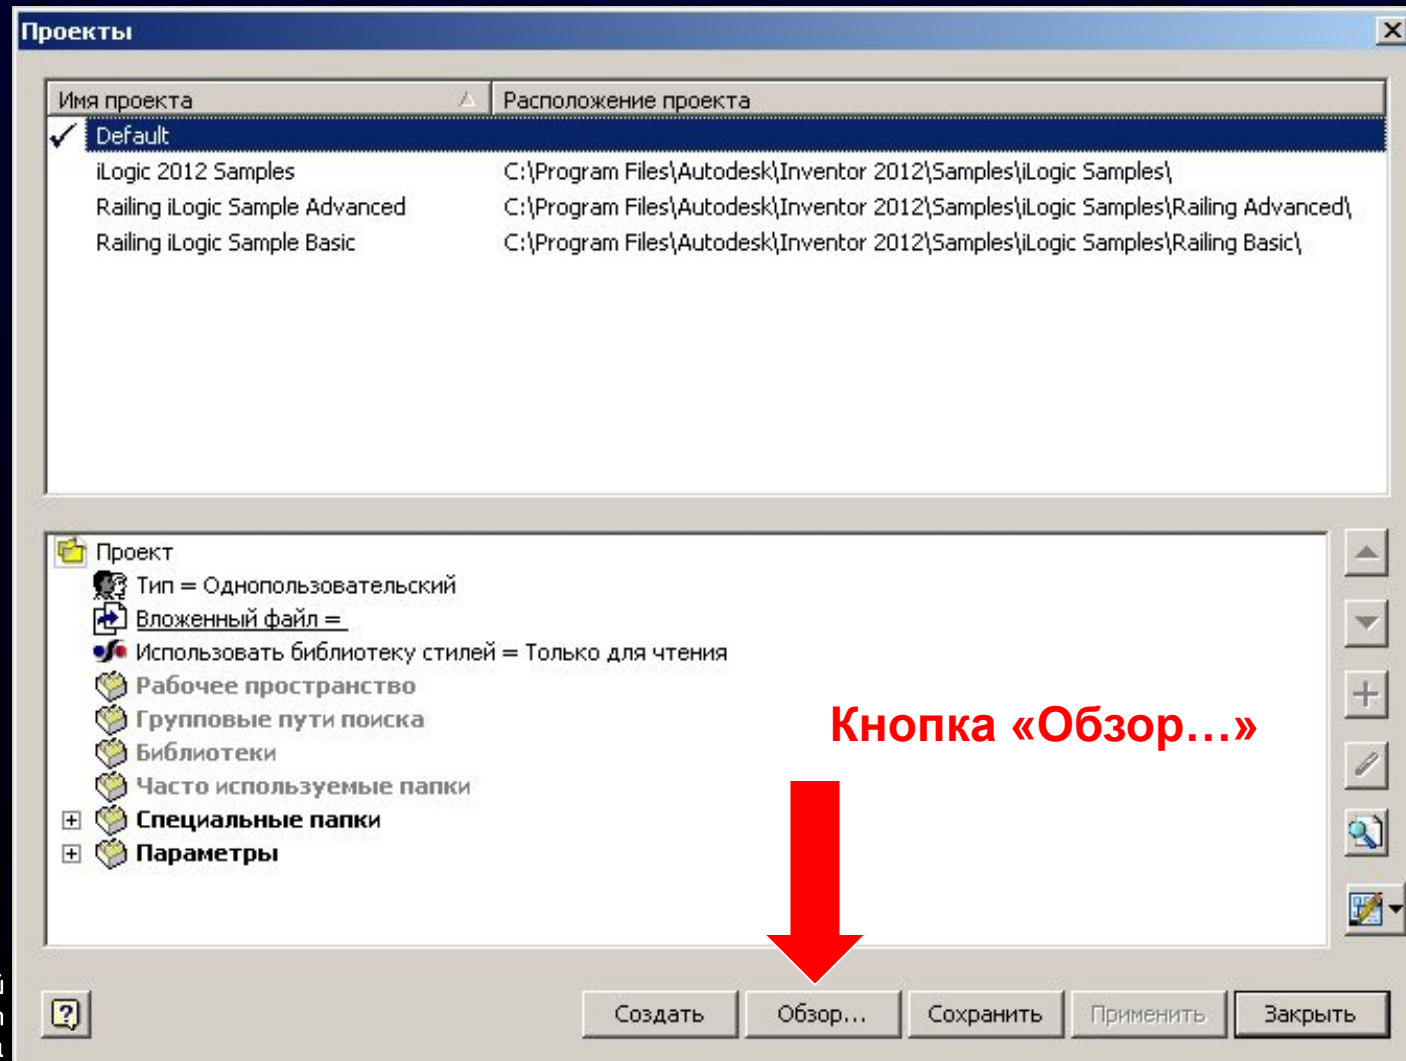 Проекты
Имя проекта Расположение проекта
Default
iLogic 2012 Samples C:\Program Files\Autodesk\Inventor 2012\Samples\iLogic Samples\
Railing iLogic Sample Advanced C:\Program Files\Autodesk\Inventor 2012\Samples\iLogic Samples\Railing Advanced\
Railing iLogic Sample Basic C:\Program Files\Autodesk\Inventor 2012\Samples\iLogic Samples\Railing Basic\
Проект
Тип = Однопользовательский
Вложенный файл =
Использовать библиотеку стилей = Только для чтения
Рабочее пространство
Групповые пути поиска
Библиотеки
Часто используемые папки
Специальные папки
Параметры
Кнопка «Обзор...»
Создать Обзор... Сохранить Применить Закрыть